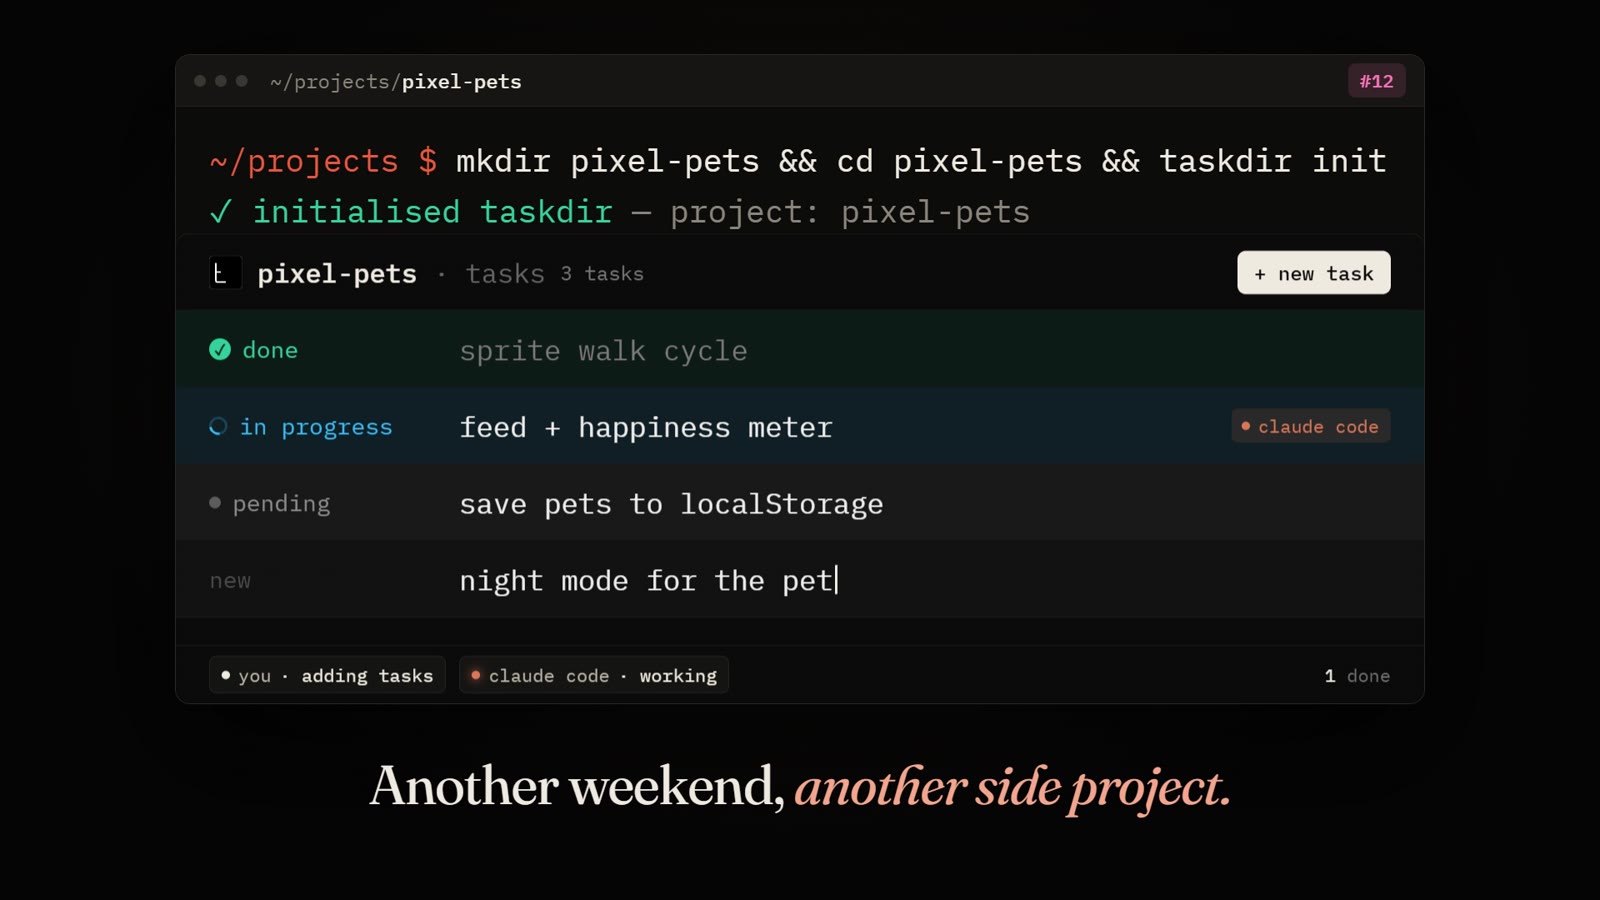 ~/projects/pixel-pets #12
~/projects $ mkdir pixel-pets && cd pixel-pets && taskdir init
✓ initialised taskdir — project: pixel-pets
t pixel-pets · tasks 3 tasks + new task
done sprite walk cycle
in progress feed + happiness meter claude code
pending save pets to localStorage
new night mode for the pet
you · adding tasks claude code · working 1 done
Another weekend, another side project.